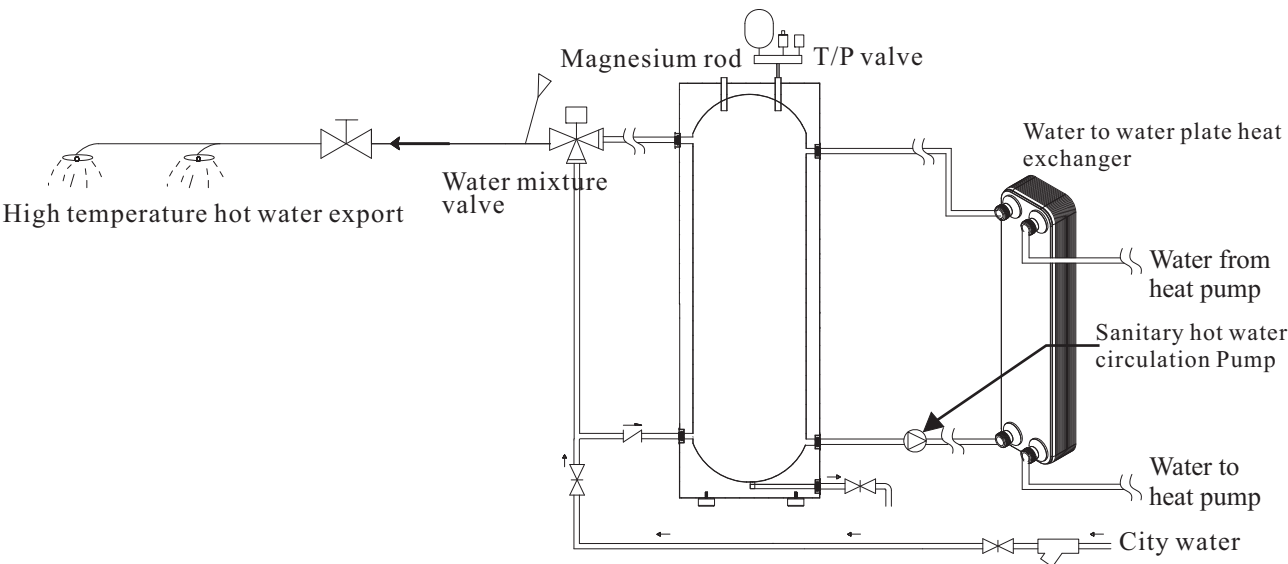 Magnesium rod
T/P valve
Water to water plate heat
exchanger
Water mixture
valve
High temperature hot water export
Water from
heat pump
Sanitary hot water
circulation Pump
Water to
heat pump
City water